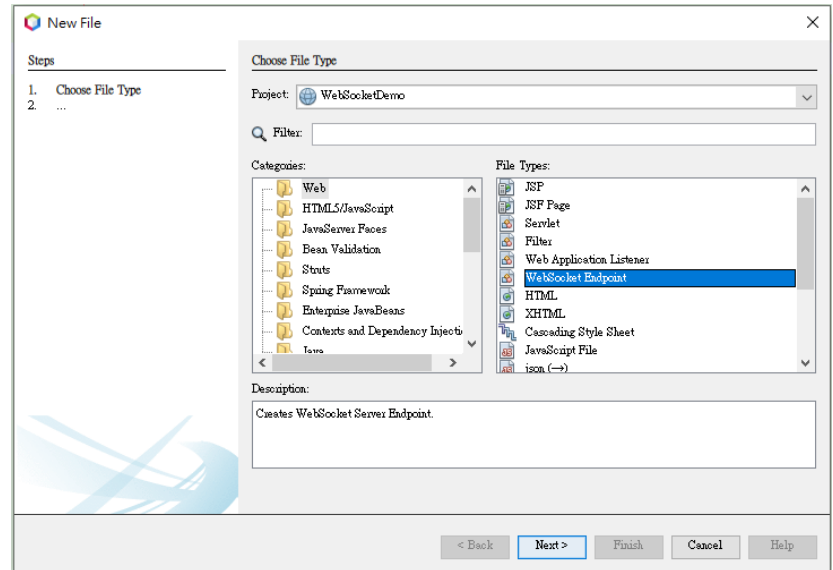 New File
Steps
1. Choose File Type
2. ...
Choose File Type
Project: WebSocketDemo
Filter:
Categories:
Web
HTML5/JavaScript
JavaServer Faces
Bean Validation
Struts
Spring Framework
Enterprise JavaBeans
Contexts and Dependency Injecti
Java
File Types:
JSP
JSF Page
Servlet
Filter
Web Application Listener
WebSocket Endpoint
HTML
XHTML
Cascading Style Sheet
JavaScript File
json (→)
Description:
Creates WebSocket Server Endpoint.
< Back Next > Finish Cancel Help